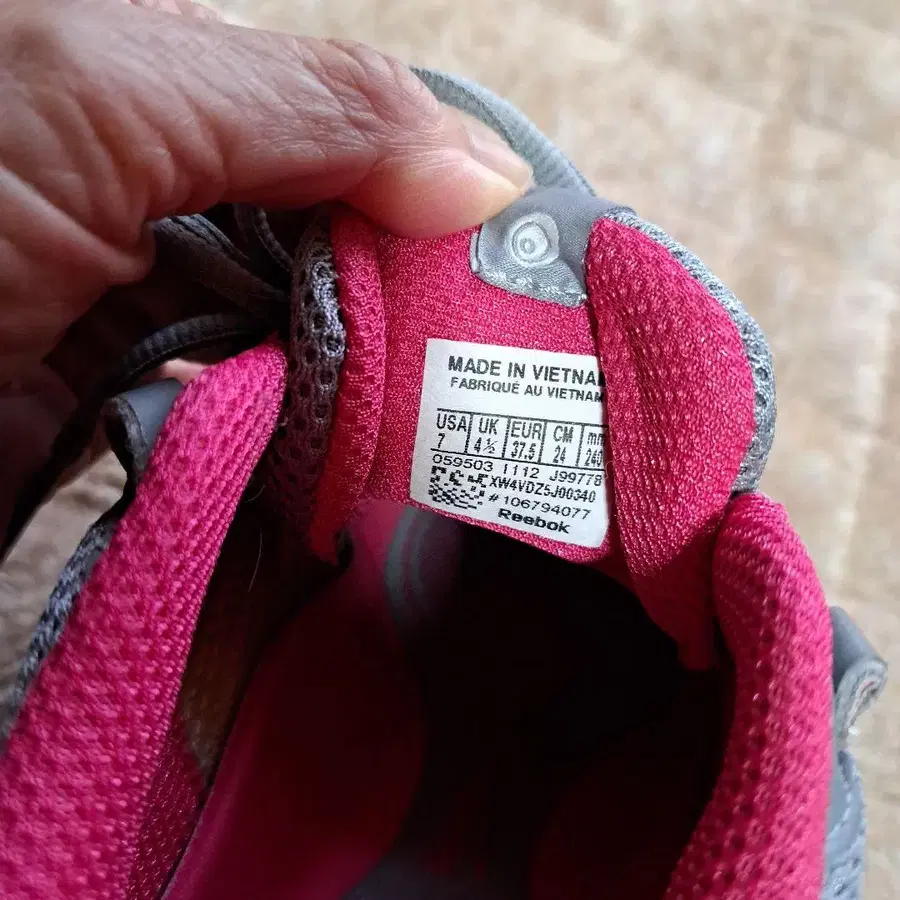 MADE IN VIETNAM
FABRIQUÉ AU VIETNAM
USA UK EUR CM mm
7 4½ 37.5 24 240
059503 1112 J99778
XW4VDZ5J00340
#106794077
Reebok